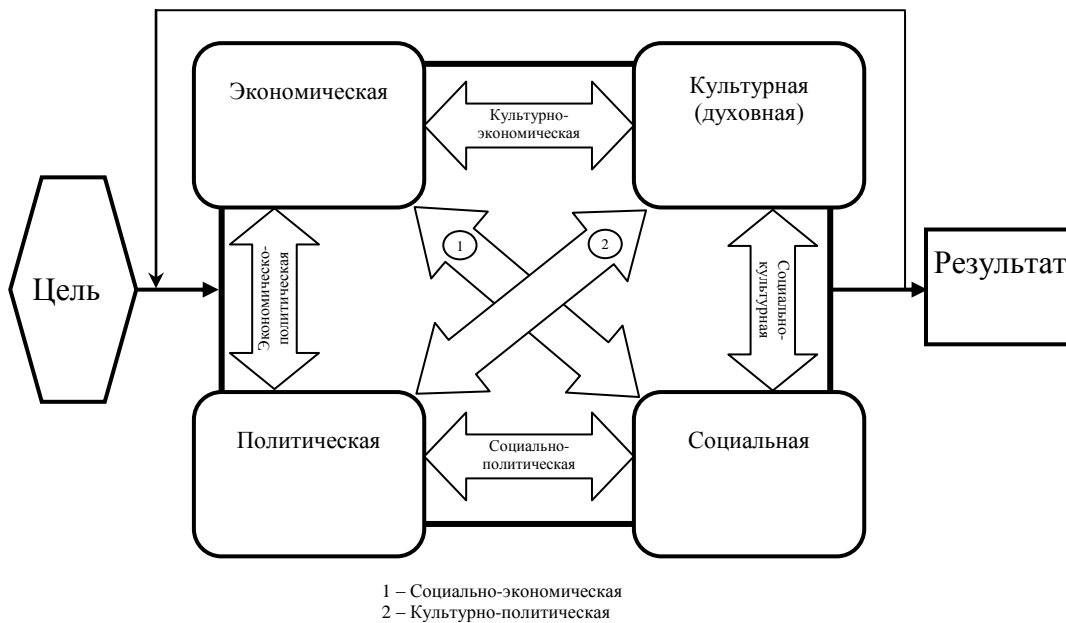 Экономическая
Культурная
(духовная)
Культурно-
экономическая
1
2
Цель
Экономическо-
политическая
Социально-
культурная
Результат
Политическая
Социально-
политическая
Социальная
1 – Социально-экономическая
2 – Культурно-политическая